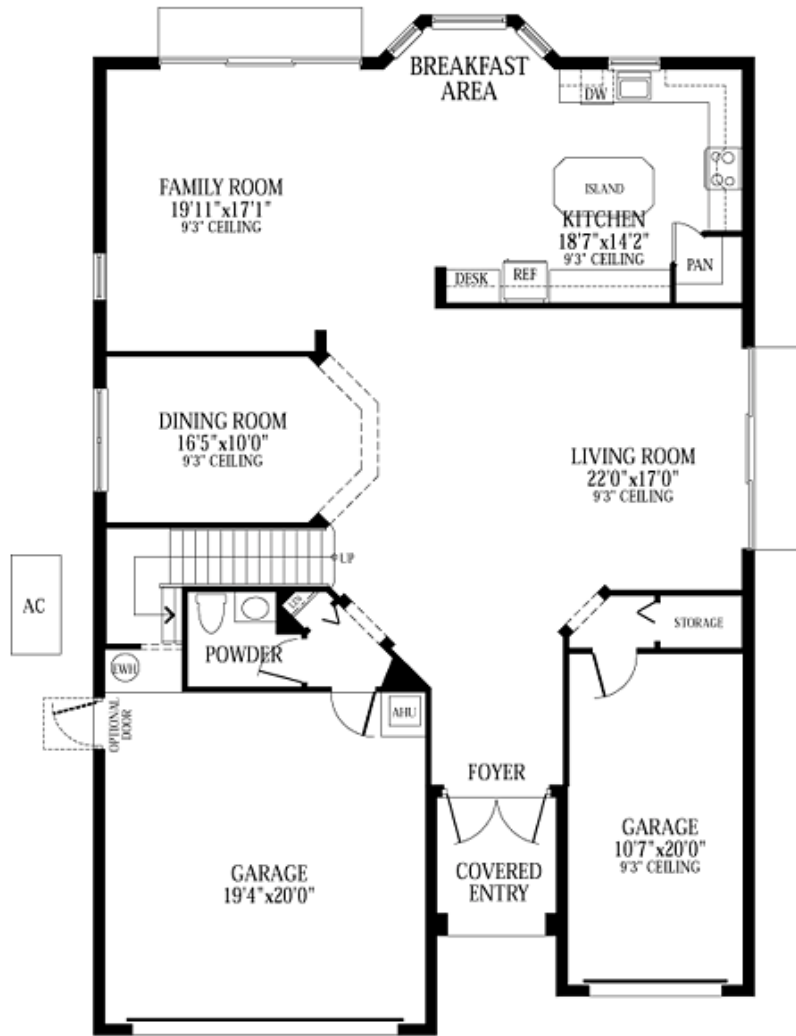 BREAKFAST
AREA
DW
FAMILY ROOM
19'11"x17'1"
9'3" CEILING
ISLAND
KITCHEN
18'7"x14'2"
9'3" CEILING
PAN
DESK
REF
DINING ROOM
16'5"x10'0"
9'3" CEILING
LIVING ROOM
22'0"x17'0"
9'3" CEILING
UP
AC
LIN
STORAGE
POWDER
EWH
OPTIONAL
DOOR
AHU
FOYER
GARAGE
10'7"x20'0"
9'3" CEILING
GARAGE
19'4"x20'0"
COVERED
ENTRY